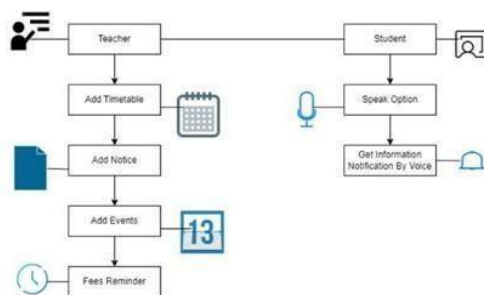 Teacher
Student
Add Timetable
Speak Option
Add Notice
Get Information
Notification By Voice
Add Events
13
Fees Reminder